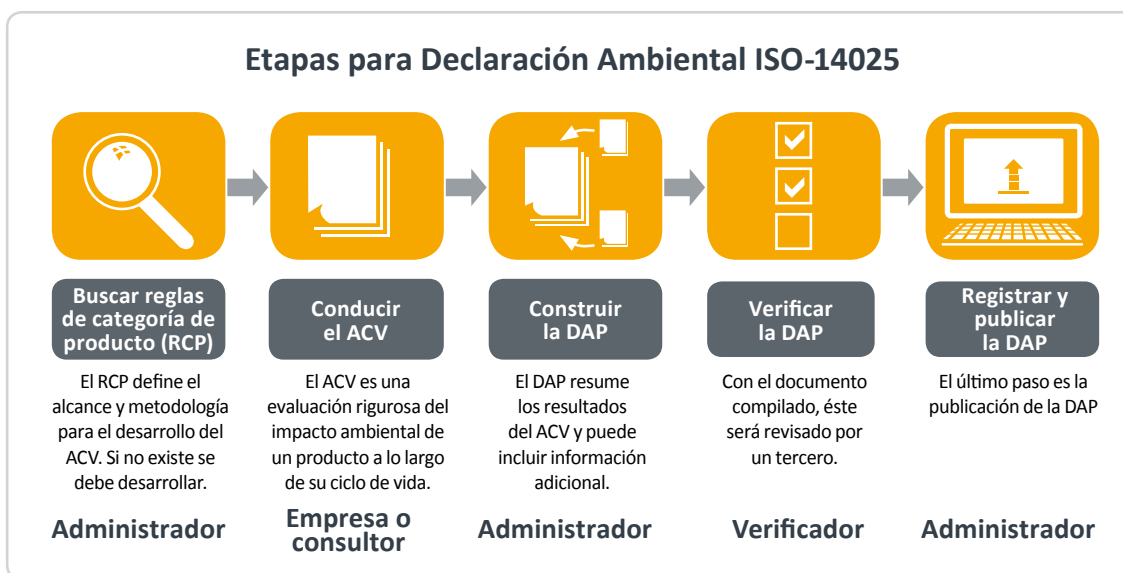 Etapas para Declaración Ambiental ISO-14025
Buscar reglas
de categoría de
producto (RCP)
El RCP define el
alcance y metodología
para el desarrollo del
ACV. Si no existe se
debe desarrollar.
Administrador
Conducir
el ACV
El ACV es una
evaluación rigurosa del
impacto ambiental de
un producto a lo largo
de su ciclo de vida.
Empresa o
consultor
Construir
la DAP
El DAP resume
los resultados
del ACV y puede
incluir información
adicional.
Administrador
Verificar
la DAP
Con el documento
compilado, éste
será revisado por
un tercero.
Verificador
Registrar y
publicar
la DAP
El último paso es la
publicación de la DAP
Administrador